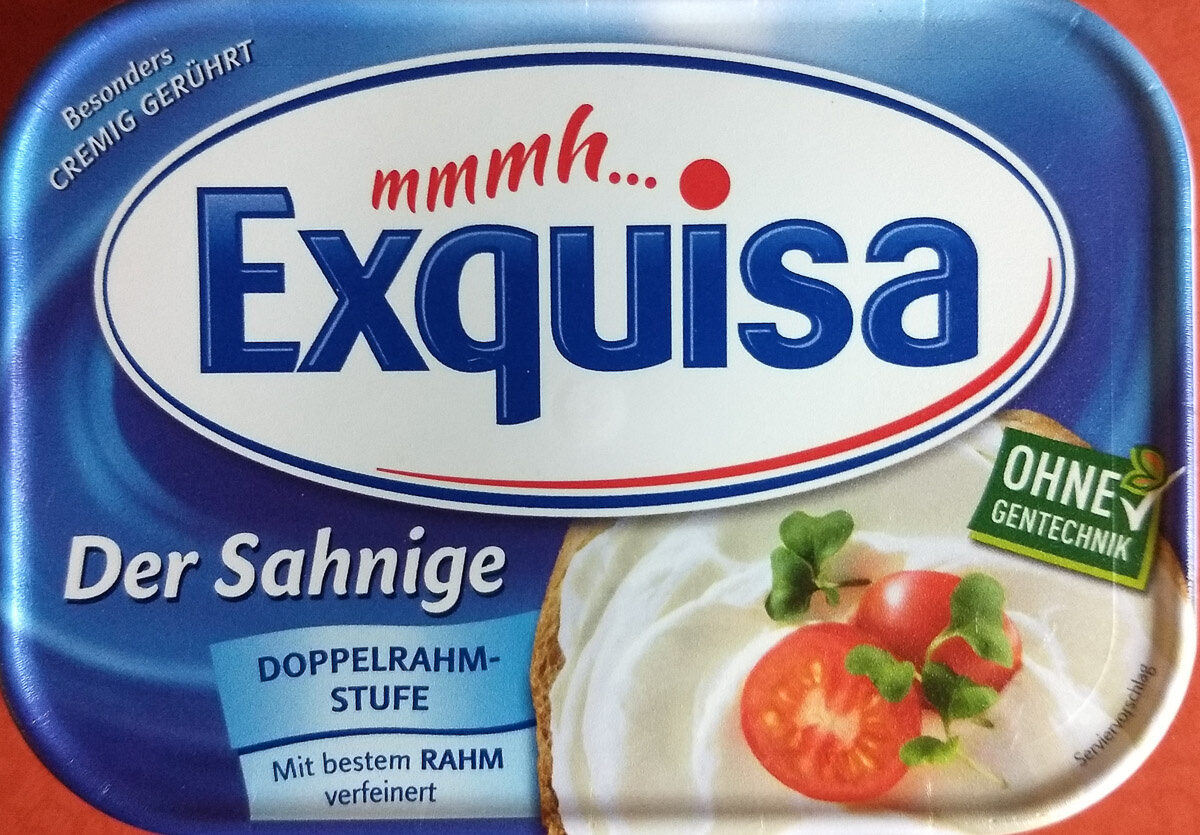 Besonders
CREMIG GERÜHRT
mmmh...
Exquisa
OHNE
GENTECHNIK
Der Sahnige
DOPPELRAHM-
STUFE
Mit bestem RAHM
verfeinert
Serviervorschlag